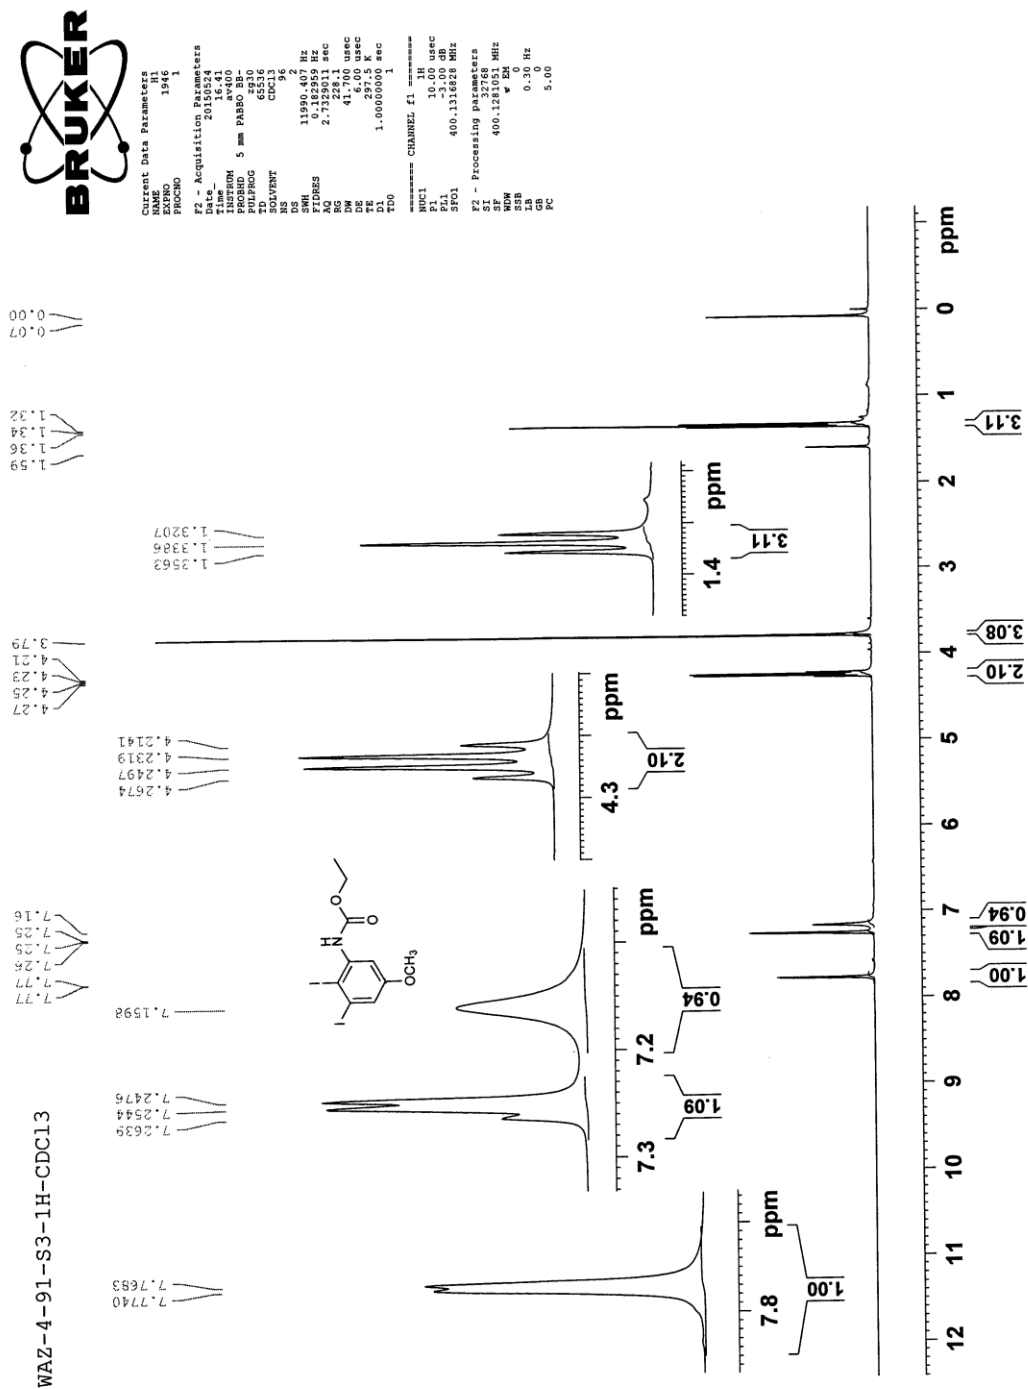 WAZ-4-91-S3-1H-CDCl3
7.77
7.77
7.26
7.25
7.25
7.16
4.27
4.25
4.23
4.21
3.79
1.59
1.36
1.34
1.32
0.07
0.00
7.7740
7.7683
7.2639
7.2544
7.2476
7.1598
4.2674
4.2497
4.2319
4.2141
1.3563
1.3386
1.3207
I
I
H
N
O
O
OCH3
7.8 ppm
1.00
7.3 7.2 ppm
1.09
0.94
4.3 ppm
2.10
1.4 ppm
3.11
12 11 10 9 8 7 6 5 4 3 2 1 0 ppm
1.00
1.09
0.94
2.10
3.08
3.11
BRUKER
Current Data Parameters
NAME H1
EXPNO 1946
PROCNO 1
F2 - Acquisition Parameters
Date_ 20150524
Time 16.41
INSTRUM av400
PROBHD 5 mm PABBO BB-
PULPROG zg30
TD 65536
SOLVENT CDCl3
NS 96
DS 2
SWH 11990.407 Hz
FIDRES 0.182959 Hz
AQ 2.7329011 sec
RG 228.1
DW 41.700 usec
DE 6.00 usec
TE 297.5 K
D1 1.00000000 sec
TD0 1
======== CHANNEL f1 ========
NUC1 1H
P1 10.00 usec
PL1 -3.00 dB
SFO1 400.1316828 MHz
F2 - Processing parameters
SI 32768
SF 400.1281051 MHz
WDW EM
SSB 0
LB 0.30 Hz
GB 0
PC 5.00